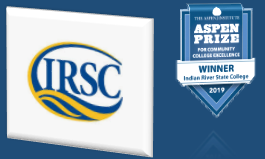 IRSC
THE ASPEN INSTITUTE
ASPEN
PRIZE
FOR COMMUNITY
COLLEGE EXCELLENCE
WINNER
Indian River State College
2019